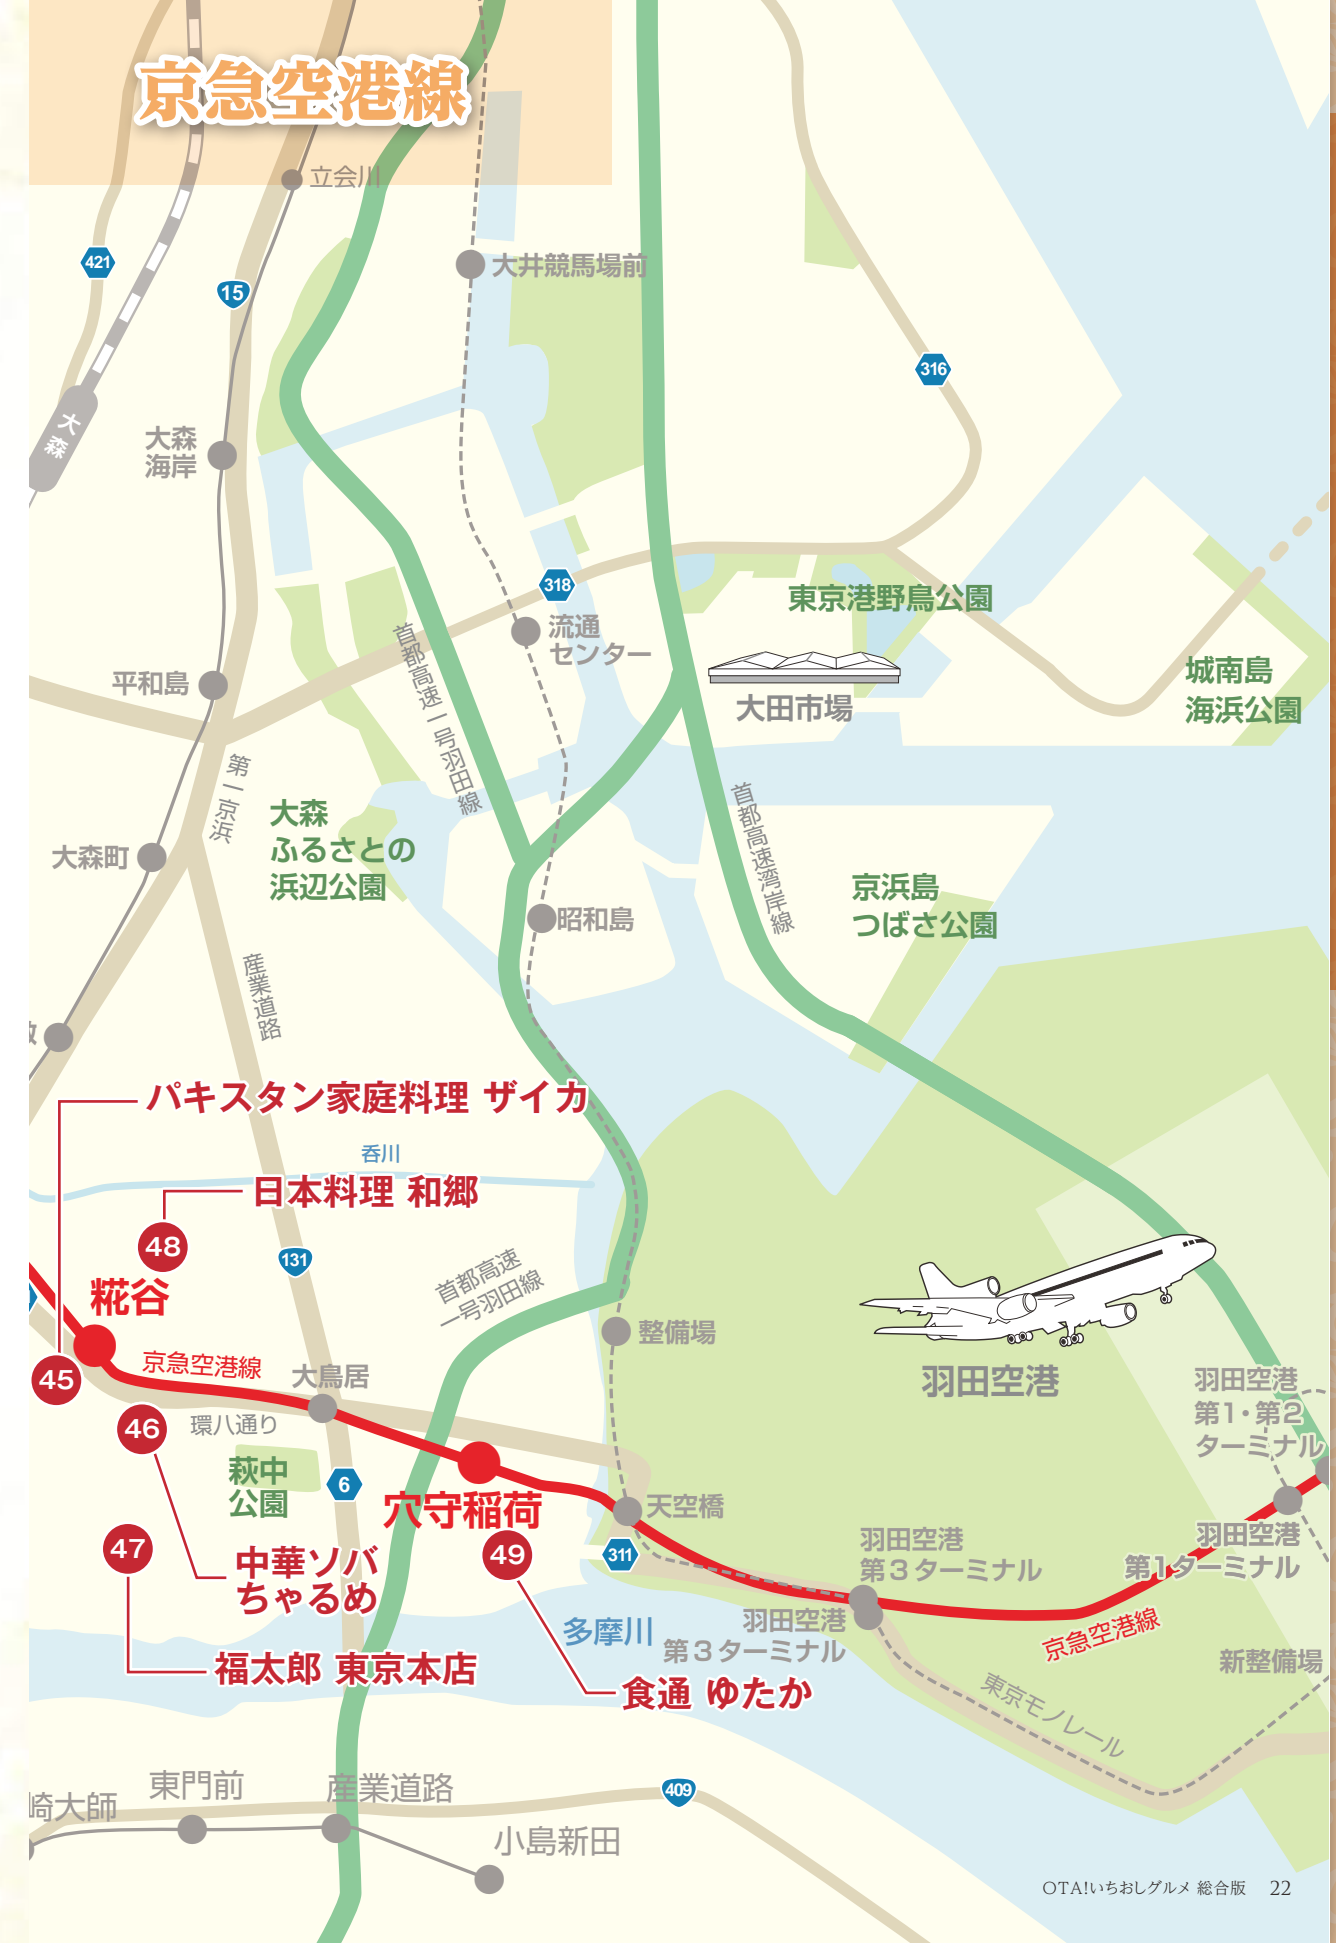 京急空港線
立会川
421
15
大井競馬場前
316
大森
大森
海岸
318
流通
センター
東京港野鳥公園
首都高速一号羽田線
平和島
大田市場
城南島
海浜公園
第一京浜
首都高速湾岸線
大森
ふるさとの
浜辺公園
大森町
京浜島
つばさ公園
昭和島
産業道路
パキスタン家庭料理 ザイカ
呑川
日本料理 和郷
48
131
首都高速
一号羽田線
糀谷
整備場
45
京急空港線
大鳥居
羽田空港
羽田空港
第1・第2
ターミナル
46
環八通り
萩中
公園
6
穴守稲荷
天空橋
47
49
311
羽田空港
第3ターミナル
羽田空港
第1ターミナル
中華ソバ
ちゃるめ
多摩川
羽田空港
第3ターミナル
京急空港線
福太郎 東京本店
食通 ゆたか
新整備場
東京モノレール
東門前
産業道路
409
崎大師
小島新田
OTA!いちおしグルメ 総合版 22